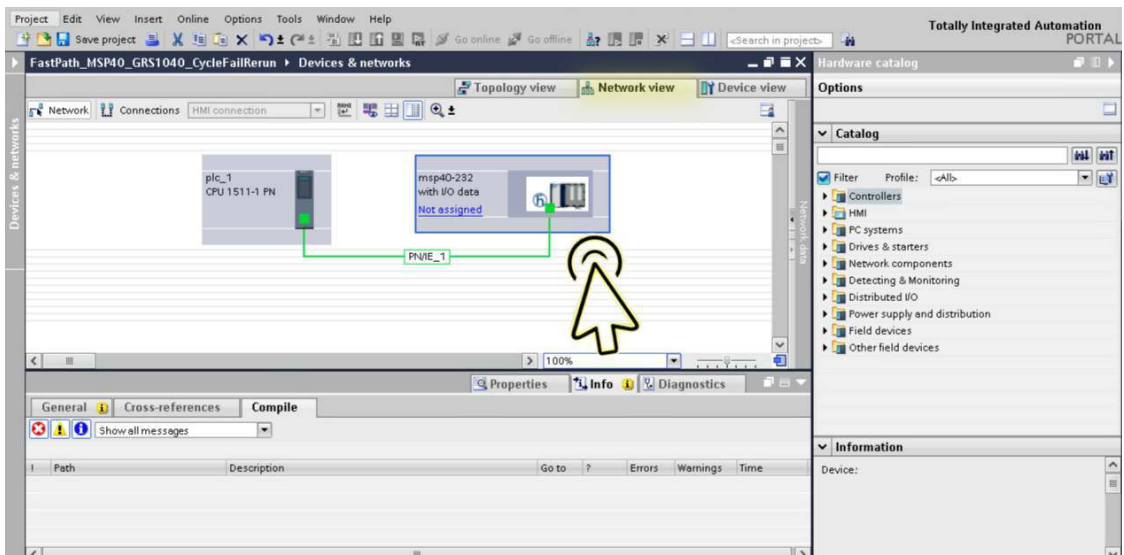 Project Edit View Insert Online Options Tools Window Help
Totally Integrated Automation
PORTAL
Save project Go online Go offline <Search in project>
FastPath_MSP40_GRS1040_CycleFailRerun Devices & networks
Hardware catalog
Topology view Network view Device view
Options
Network Connections HMI connection
Devices & networks
Catalog
plc_1
CPU 1511-1 PN
msp40-232
with I/O data
Not assigned
PN/IE_1
Network data
Filter Profile: <All>
Controllers
HMI
PC systems
Drives & starters
Network components
Detecting & Monitoring
Distributed I/O
Power supply and distribution
Field devices
Other field devices
100%
Properties Info Diagnostics
General Cross-references Compile
Show all messages
Information
! Path Description Go to ? Errors Warnings Time
Device: